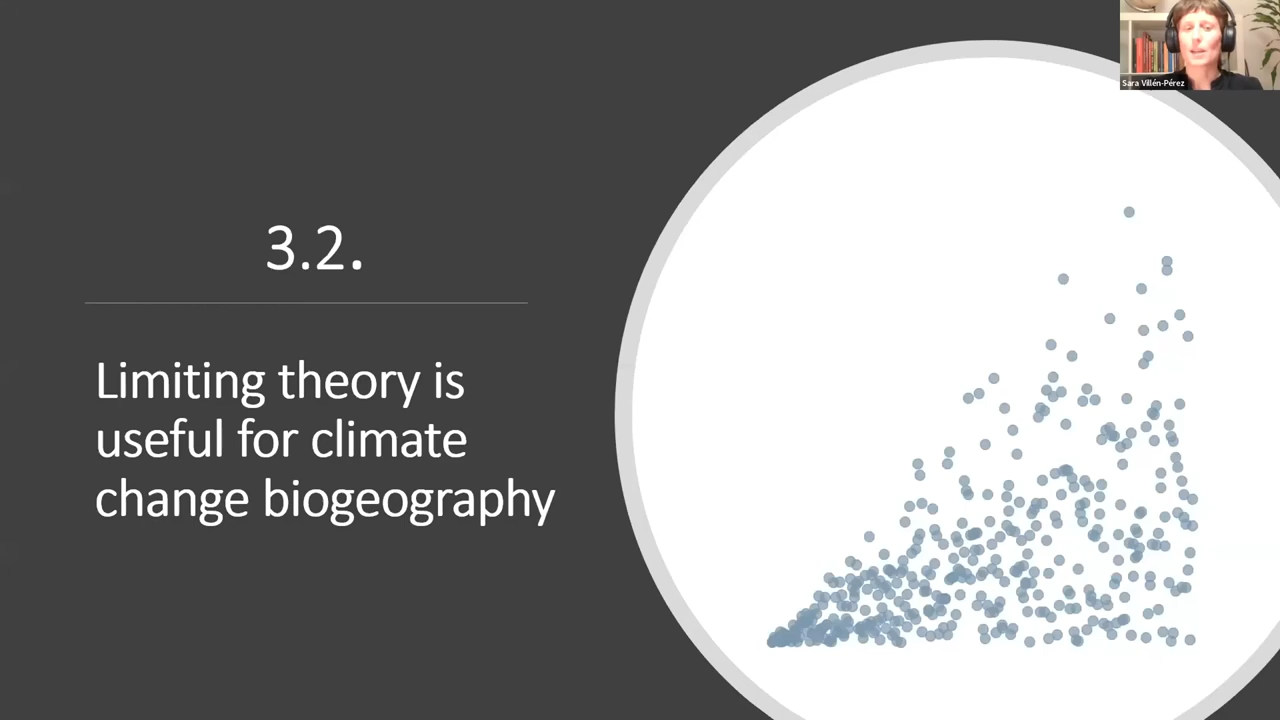 Sara Villén-Pérez
3.2.
Limiting theory is
useful for climate
change biogeography